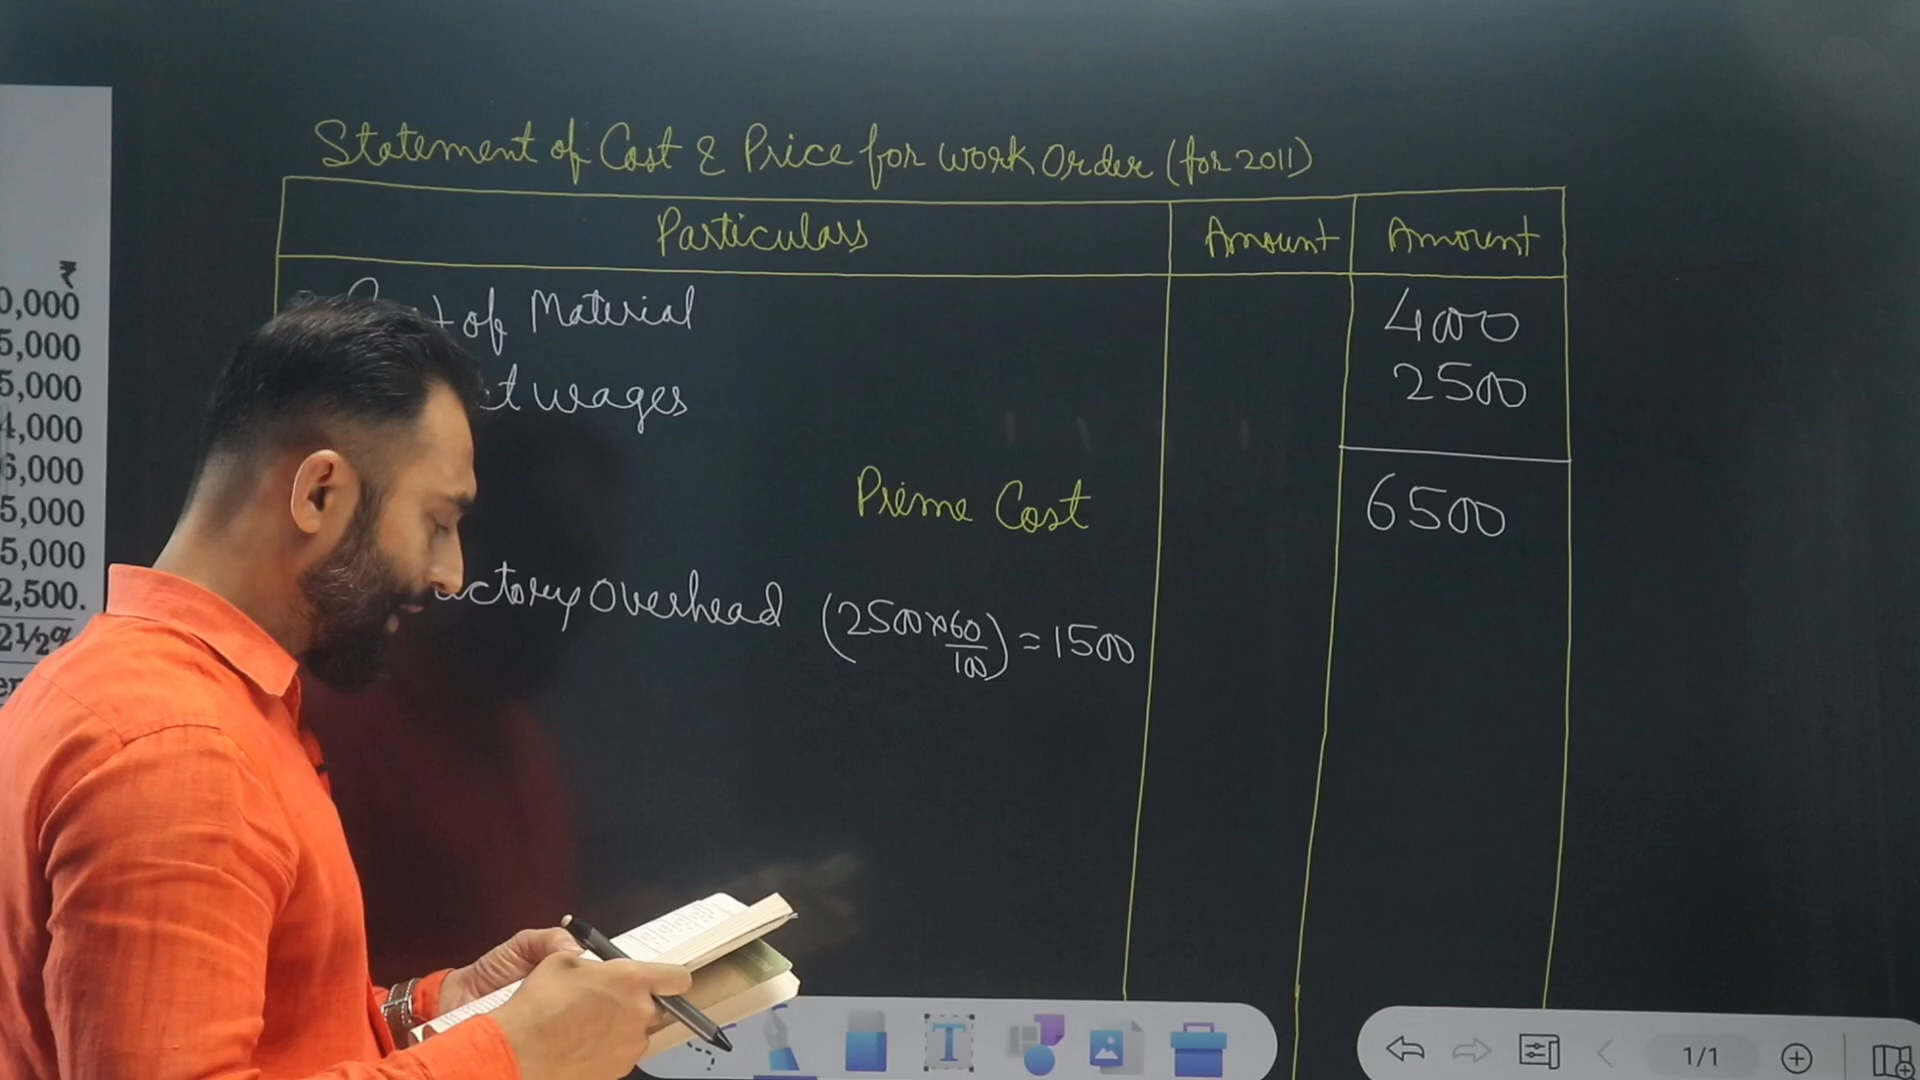 Statement of Cost & Price for Work Order (for 2011)
Particulars Amount Amount
of Material 4000
wages 2500
Prime Cost 6500
Overhead (2500×60/100) = 1500
₹
0,000
5,000
5,000
4,000
6,000
5,000
5,000
2,500.
2½%
T
1/1